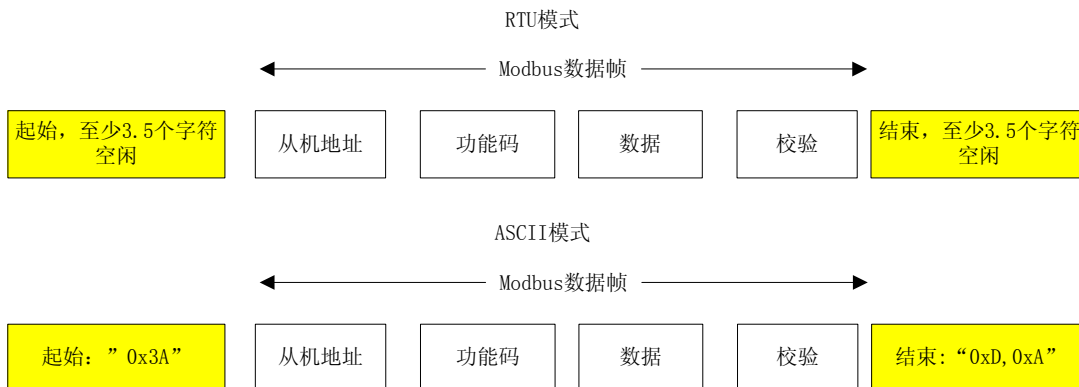 RTU模式
Modbus数据帧
起始，至少3.5个字符
空闲
从机地址
功能码
数据
校验
结束，至少3.5个字符
空闲
ASCII模式
Modbus数据帧
起始：”0x3A”
从机地址
功能码
数据
校验
结束:“0xD,0xA”